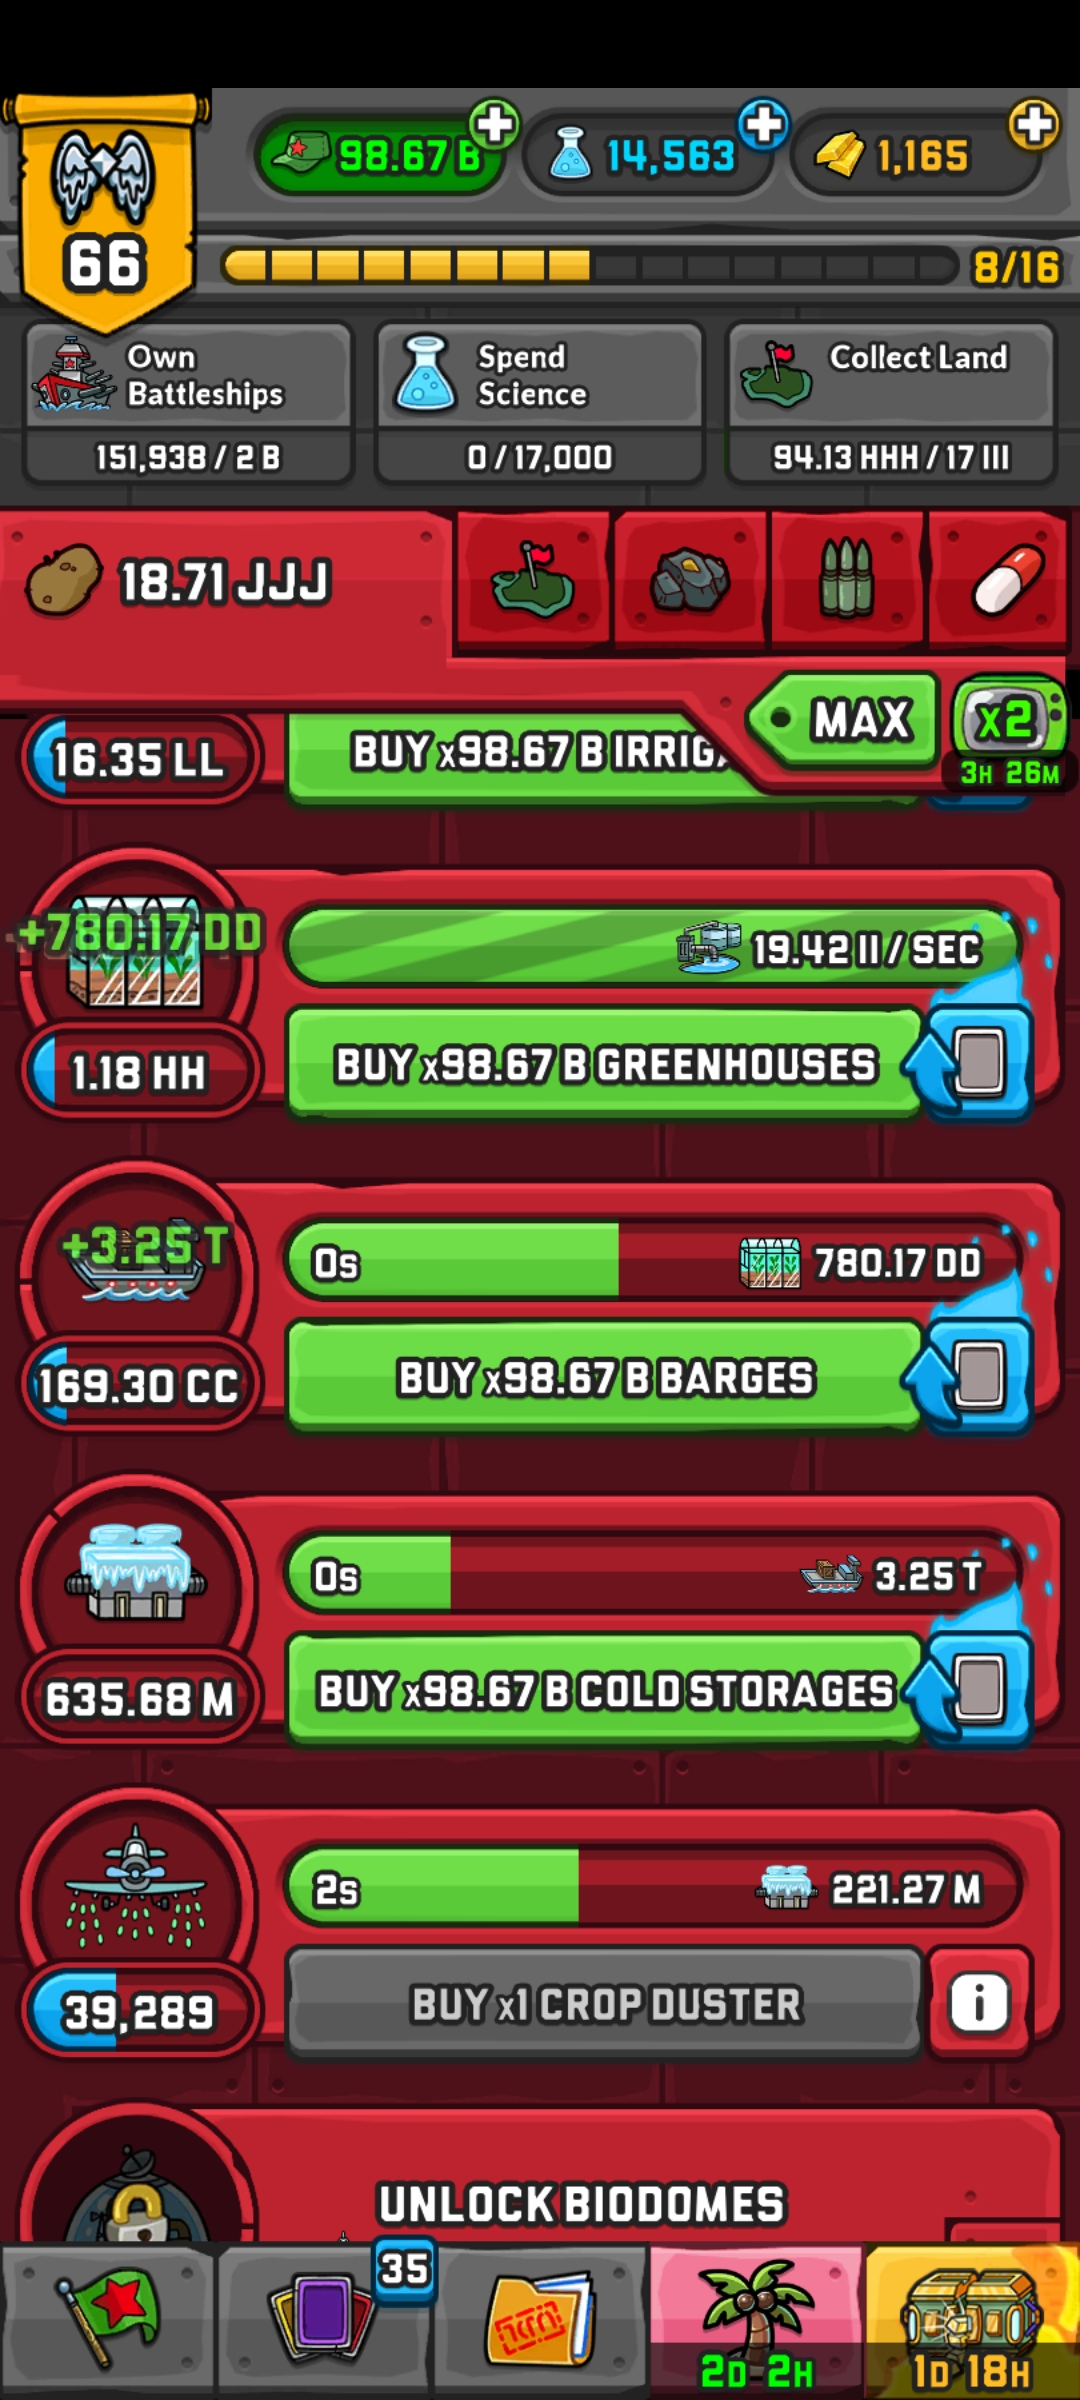 98.67 B
14,563
1,165
66
8/16
Own
Battleships
151,938 / 2 B
Spend
Science
0 / 17,000
Collect Land
94.13 HHH / 17 III
18.71 JJJ
MAX
x2
3H 26M
16.35 LL
BUY x98.67 B IRRIGA
+780.17 DD
19.42 II / SEC
1.18 HH
BUY x98.67 B GREENHOUSES
+3.25 T
0s
780.17 DD
169.30 CC
BUY x98.67 B BARGES
0s
3.25 T
635.68 M
BUY x98.67 B COLD STORAGES
2s
221.27 M
39,289
BUY x1 CROP DUSTER
i
UNLOCK BIODOMES
35
2D 2H
1D 18H